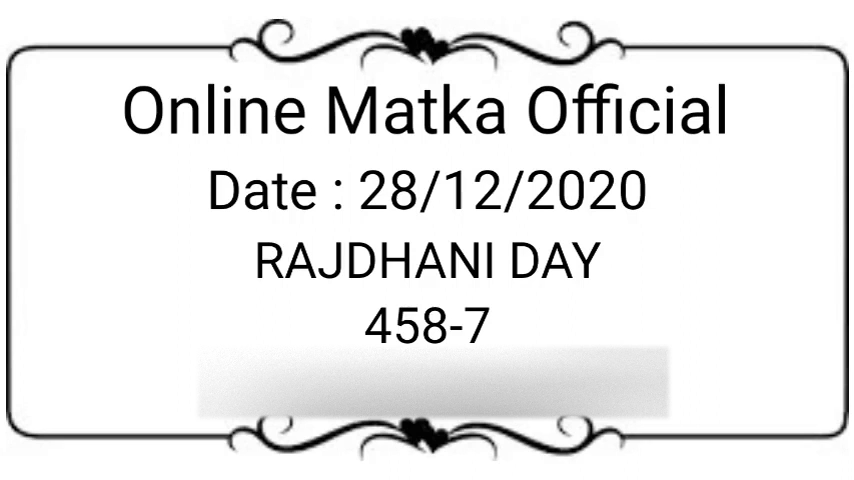 Online Matka Official
Date : 28/12/2020
RAJDHANI DAY
458-7